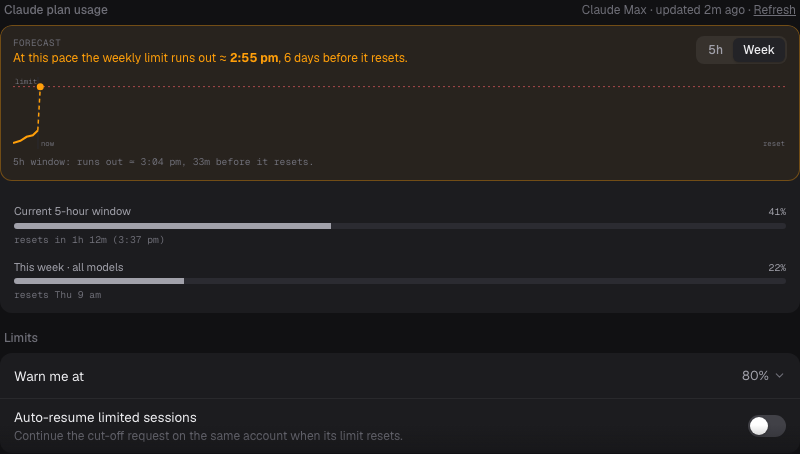 Claude plan usage
Claude Max · updated 2m ago · Refresh
FORECAST
At this pace the weekly limit runs out ≈ 2:55 pm, 6 days before it resets.
5h
Week
limit
now
reset
5h window: runs out ≈ 3:04 pm, 33m before it resets.
Current 5-hour window
41%
resets in 1h 12m (3:37 pm)
This week · all models
22%
resets Thu 9 am
Limits
Warn me at
80%
Auto-resume limited sessions
Continue the cut-off request on the same account when its limit resets.